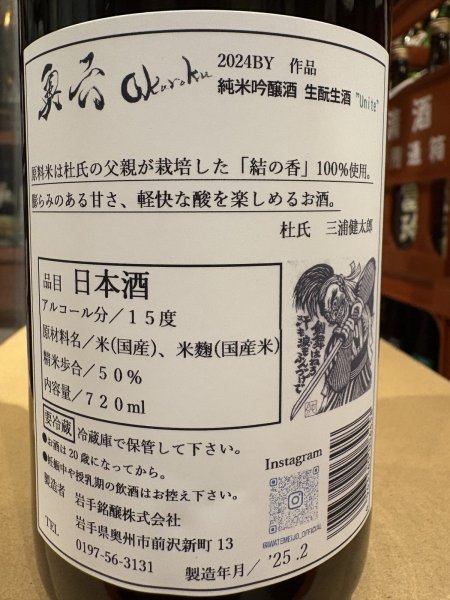 奥六 Okuroku
2024BY 作品
純米吟醸酒 生酛生酒 "Unite"
原料米は杜氏の父親が栽培した「結の香」100%使用。
膨らみのある甘さ、軽快な酸を楽しめるお酒。
杜氏 三浦健太郎
品目 日本酒
アルコール分／15度
原材料名／米(国産)、米麹(国産米)
精米歩合／50%
内容量／720ml
要冷蔵 冷蔵庫で保管して下さい。
●お酒は20歳になってから。
●妊娠中や授乳期の飲酒はお控え下さい。
製造者 岩手銘醸株式会社
岩手県奥州市前沢新町13
TEL 0197-56-3131
製造年月／'25.2
Instagram
@IWATEMEIJO_OFFICIAL